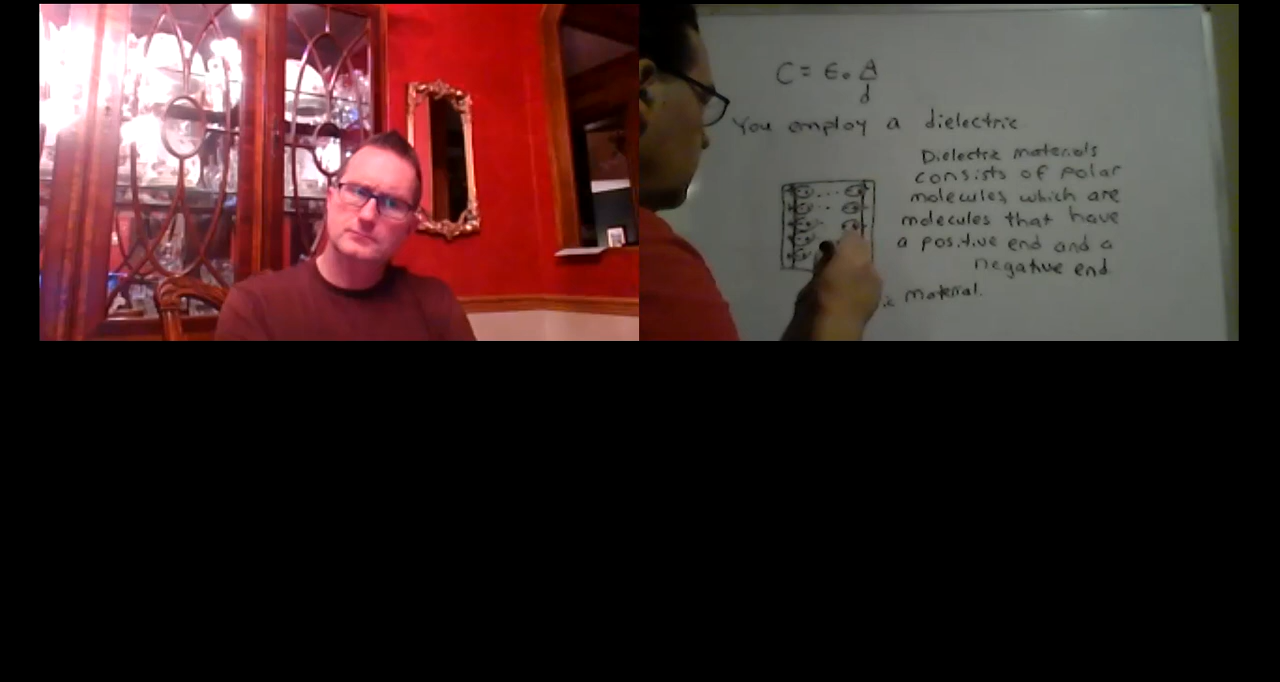 C = ϵ₀ A/d
You employ a dielectric
Dielectric materials
consists of polar
molecules which are
molecules that have
a positive end and a
negative end
ic material.